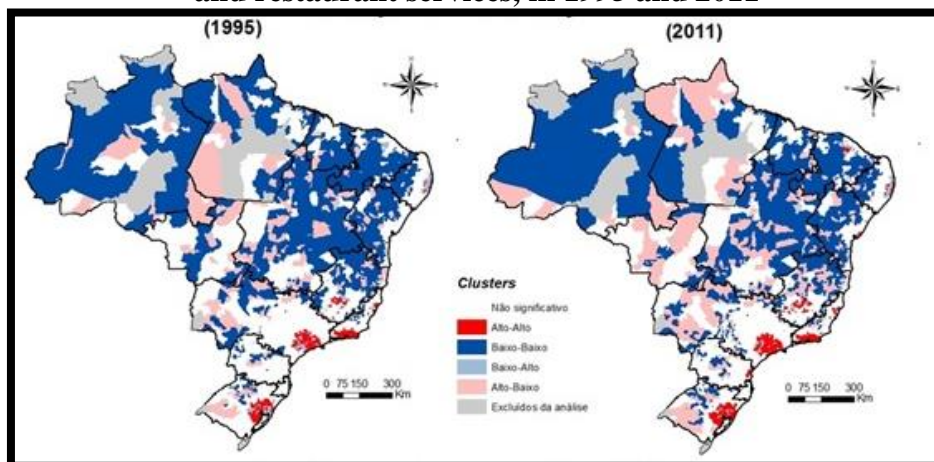 and restaurant services, in 1995 and 2011
(1995)
(2011)
Clusters
Não significativo
Alto-Alto
Baixo-Baixo
Baixo-Alto
Alto-Baixo
Excluídos da análise
0 75 150 300
Km
0 75 150 300
Km